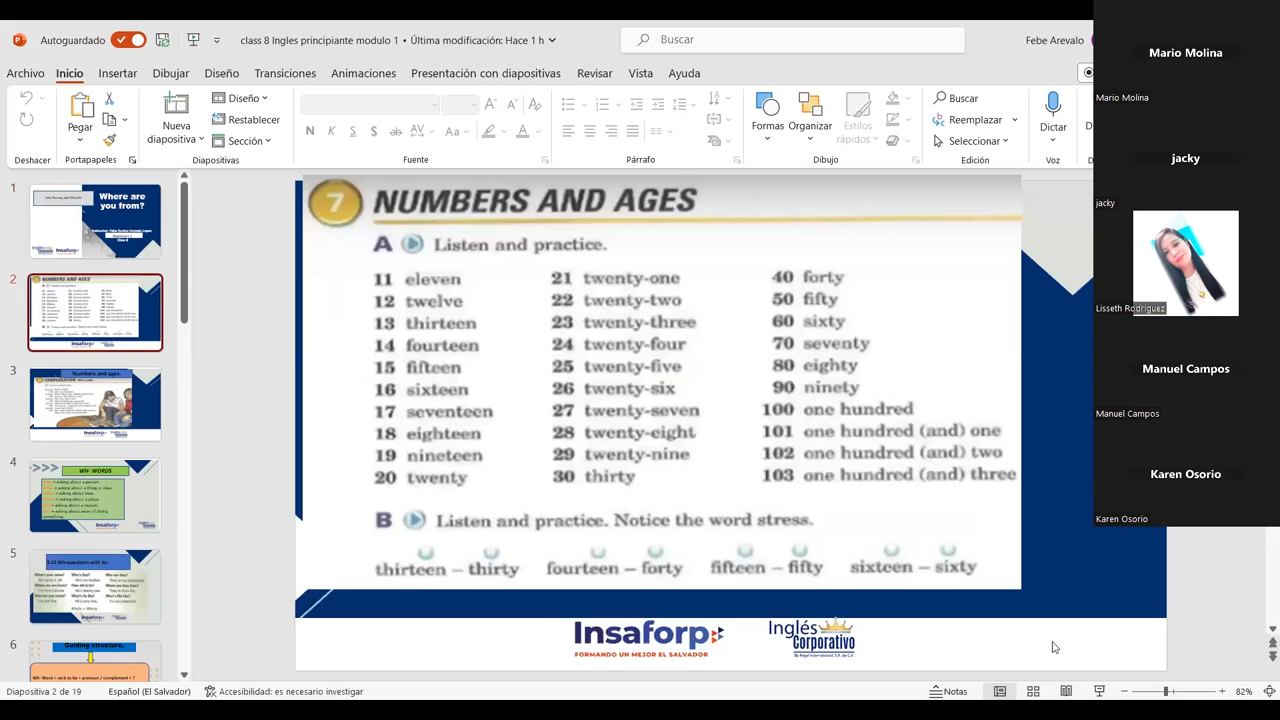 Autoguardado
class 8 Ingles principiante modulo 1 • Última modificación: Hace 1 h
Buscar
Febe Arevalo
Archivo Inicio Insertar Dibujar Diseño Transiciones Animaciones Presentación con diapositivas Revisar Vista Ayuda
Pegar
Nueva diapositiva
Diseño
Restablecer
Sección
Formas
Organizar
Estilos rápidos
Buscar
Reemplazar
Seleccionar
Dictar
Deshacer Portapapeles Diapositivas Fuente Párrafo Dibujo Edición Voz
1
Where are you from?
2
NUMBERS AND AGES
3
Numbers and ages.
4
WH- WORDS
5
6
Guiding structure.
7 NUMBERS AND AGES
A Listen and practice.
11 eleven 21 twenty-one 40 forty
12 twelve 22 twenty-two 50 fifty
13 thirteen 23 twenty-three 60 sixty
14 fourteen 24 twenty-four 70 seventy
15 fifteen 25 twenty-five 80 eighty
16 sixteen 26 twenty-six 90 ninety
17 seventeen 27 twenty-seven 100 one hundred
18 eighteen 28 twenty-eight 101 one hundred (and) one
19 nineteen 29 twenty-nine 102 one hundred (and) two
20 twenty 30 thirty 103 one hundred (and) three
B Listen and practice. Notice the word stress.
thirteen – thirty fourteen – forty fifteen – fifty sixteen – sixty
Insaforp
FORMANDO UN MEJOR EL SALVADOR
Inglés
Corporativo
Mario Molina
Mario Molina
jacky
jacky
Lisseth Rodriguez
Manuel Campos
Manuel Campos
Karen Osorio
Karen Osorio
Diapositiva 2 de 19 Español (El Salvador) Accesibilidad: es necesario investigar
Notas
82%